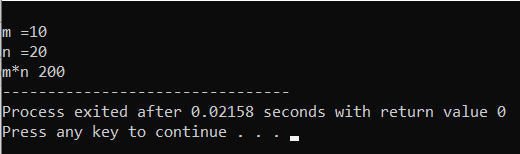 m =10
n =20
m*n 200
--------------------------------
Process exited after 0.02158 seconds with return value 0
Press any key to continue . . .